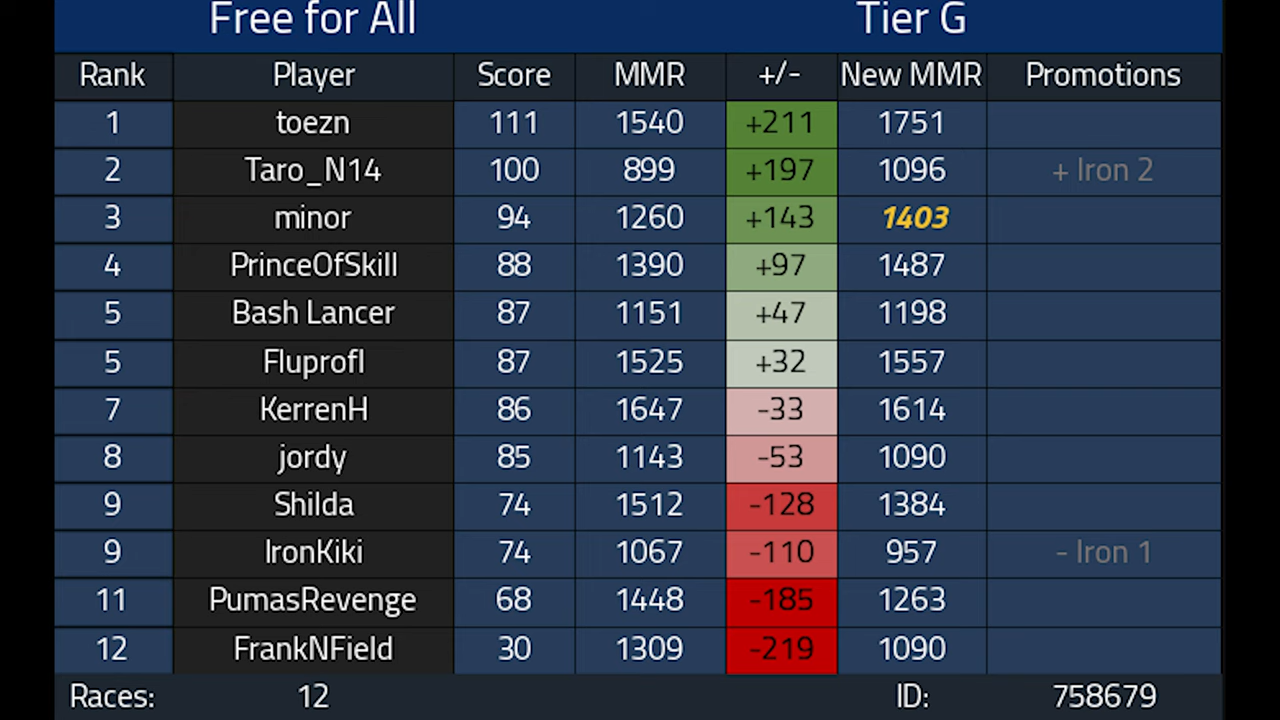 Free for All Tier G
Rank Player Score MMR +/- New MMR Promotions
1 toezn 111 1540 +211 1751
2 Taro_N14 100 899 +197 1096 + Iron 2
3 minor 94 1260 +143 1403
4 PrinceOfSkill 88 1390 +97 1487
5 Bash Lancer 87 1151 +47 1198
5 Fluprofl 87 1525 +32 1557
7 KerrenH 86 1647 -33 1614
8 jordy 85 1143 -53 1090
9 Shilda 74 1512 -128 1384
9 IronKiki 74 1067 -110 957 - Iron 1
11 PumasRevenge 68 1448 -185 1263
12 FrankNField 30 1309 -219 1090
Races: 12 ID: 758679